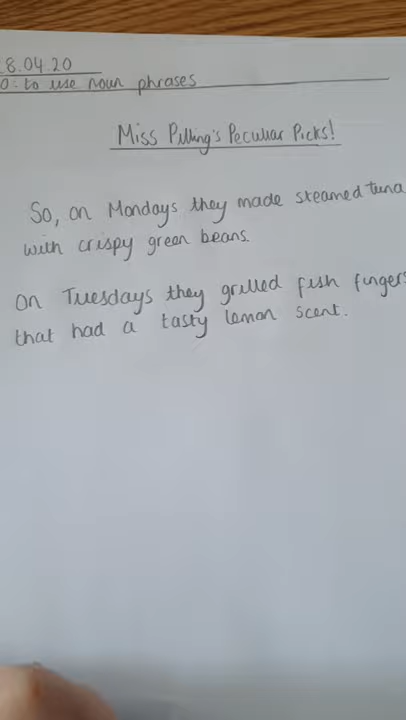 8.04.20
O: to use noun phrases
Miss Pilling's Peculiar Picks!
So, on Mondays they made steamed tuna
with crispy green beans.
On Tuesdays they grilled fish fingers
that had a tasty lemon scent.